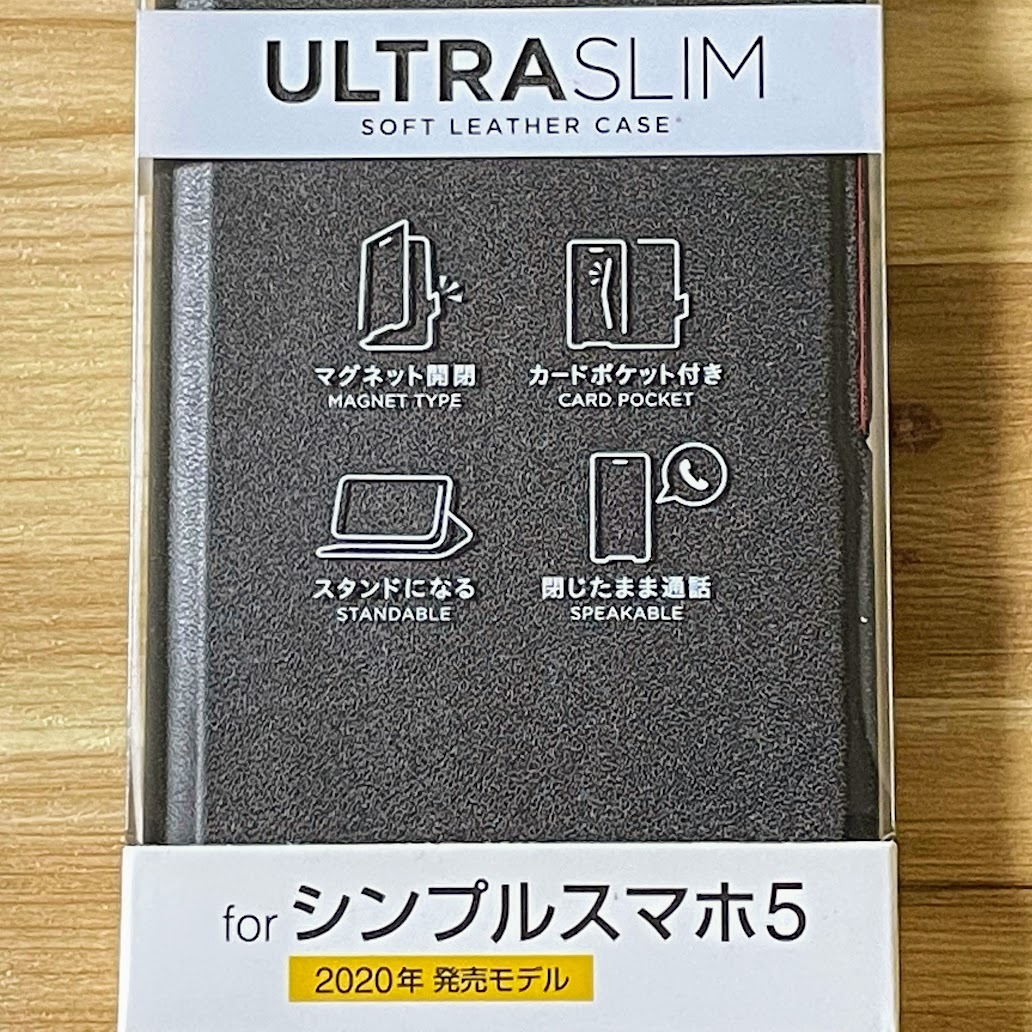 ULTRASLIM
SOFT LEATHER CASE
マグネット開閉
MAGNET TYPE
カードポケット付き
CARD POCKET
スタンドになる
STANDABLE
閉じたまま通話
SPEAKABLE
for シンプルスマホ5
2020年 発売モデル